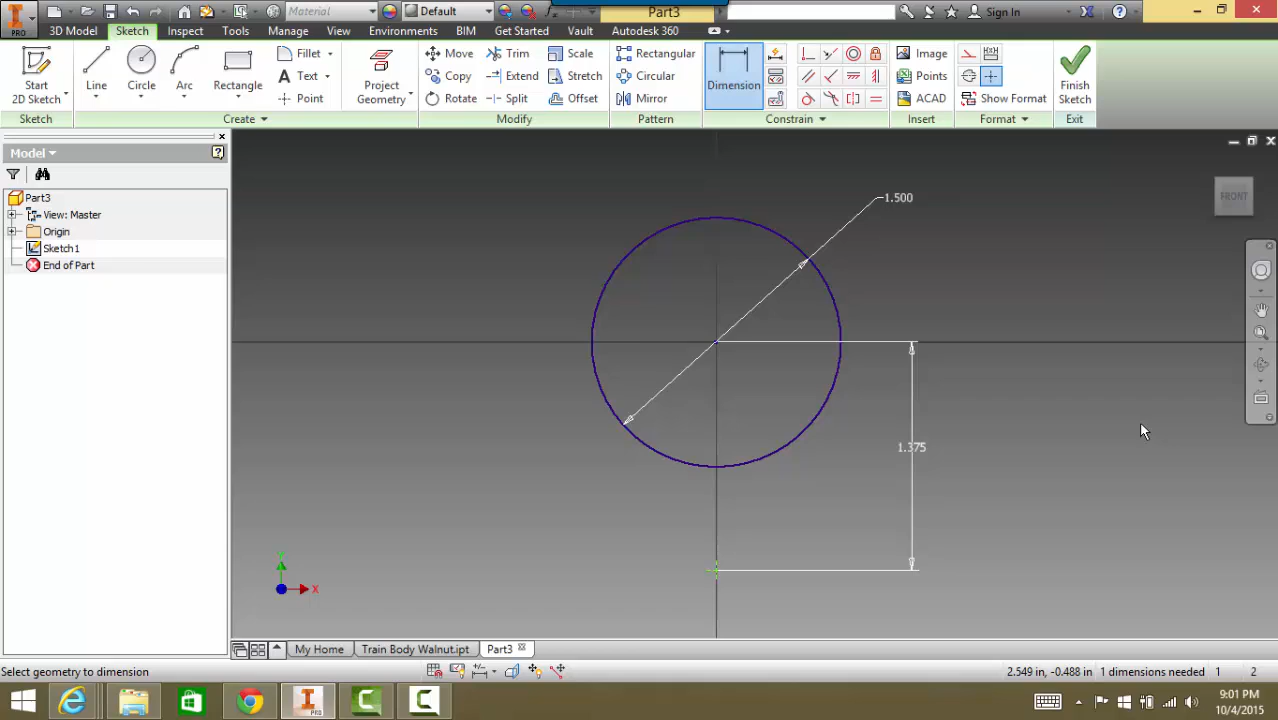 Material
Default
Part3
Sign In
PRO
3D Model Sketch Inspect Tools Manage View Environments BIM Get Started Vault Autodesk 360
Start
2D Sketch
Line
Circle
Arc
Rectangle
Fillet
Text
Point
Project
Geometry
Move
Copy
Rotate
Trim
Extend
Split
Scale
Stretch
Offset
Rectangular
Circular
Mirror
Dimension
Image
Points
ACAD
Show Format
Finish
Sketch
Sketch Create Modify Pattern Constrain Insert Format Exit
Model
Part3
View: Master
Origin
Sketch1
End of Part
FRONT
1.500
1.375
Y
X
My Home Train Body Walnut.ipt Part3
Select geometry to dimension
2.549 in, -0.488 in 1 dimensions needed 1 2
PRO
9:01 PM
10/4/2015